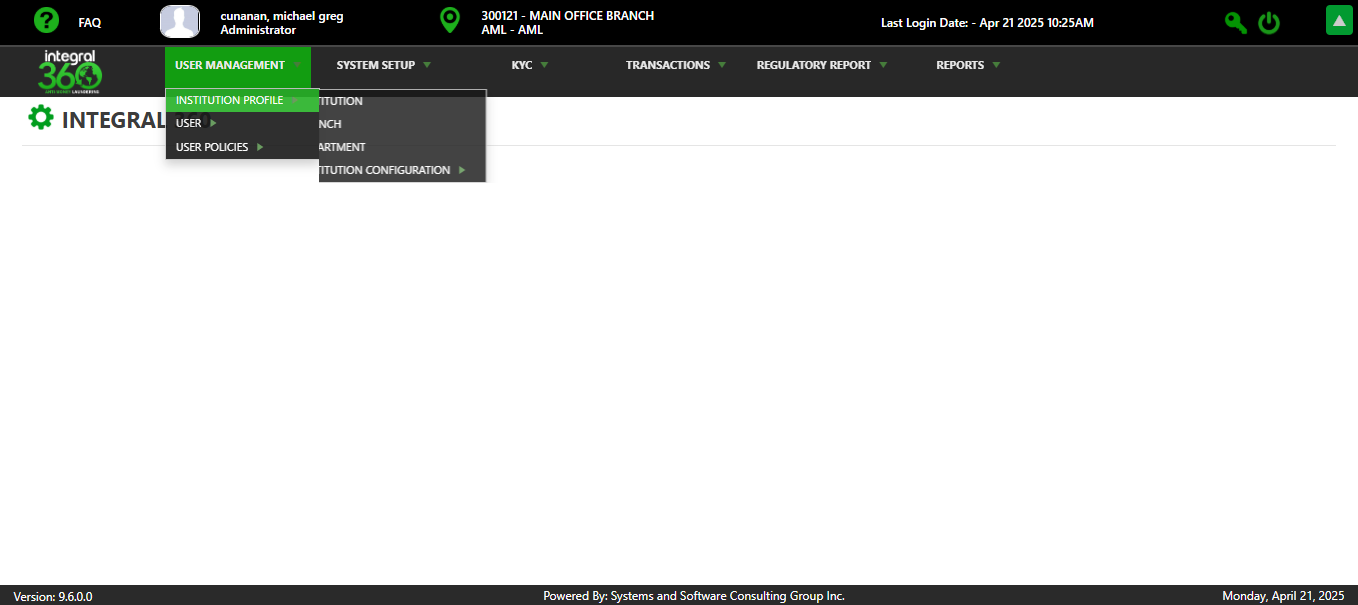 FAQ
cunanan, michael greg
Administrator
300121 - MAIN OFFICE BRANCH
AML - AML
Last Login Date: - Apr 21 2025 10:25AM
integral
360
USER MANAGEMENT
SYSTEM SETUP
KYC
TRANSACTIONS
REGULATORY REPORT
REPORTS
INTEGRAL
INSTITUTION PROFILE
USER
USER POLICIES
TITUTION
NCH
ARTMENT
TITUTION CONFIGURATION
Version: 9.6.0.0
Powered By: Systems and Software Consulting Group Inc.
Monday, April 21, 2025